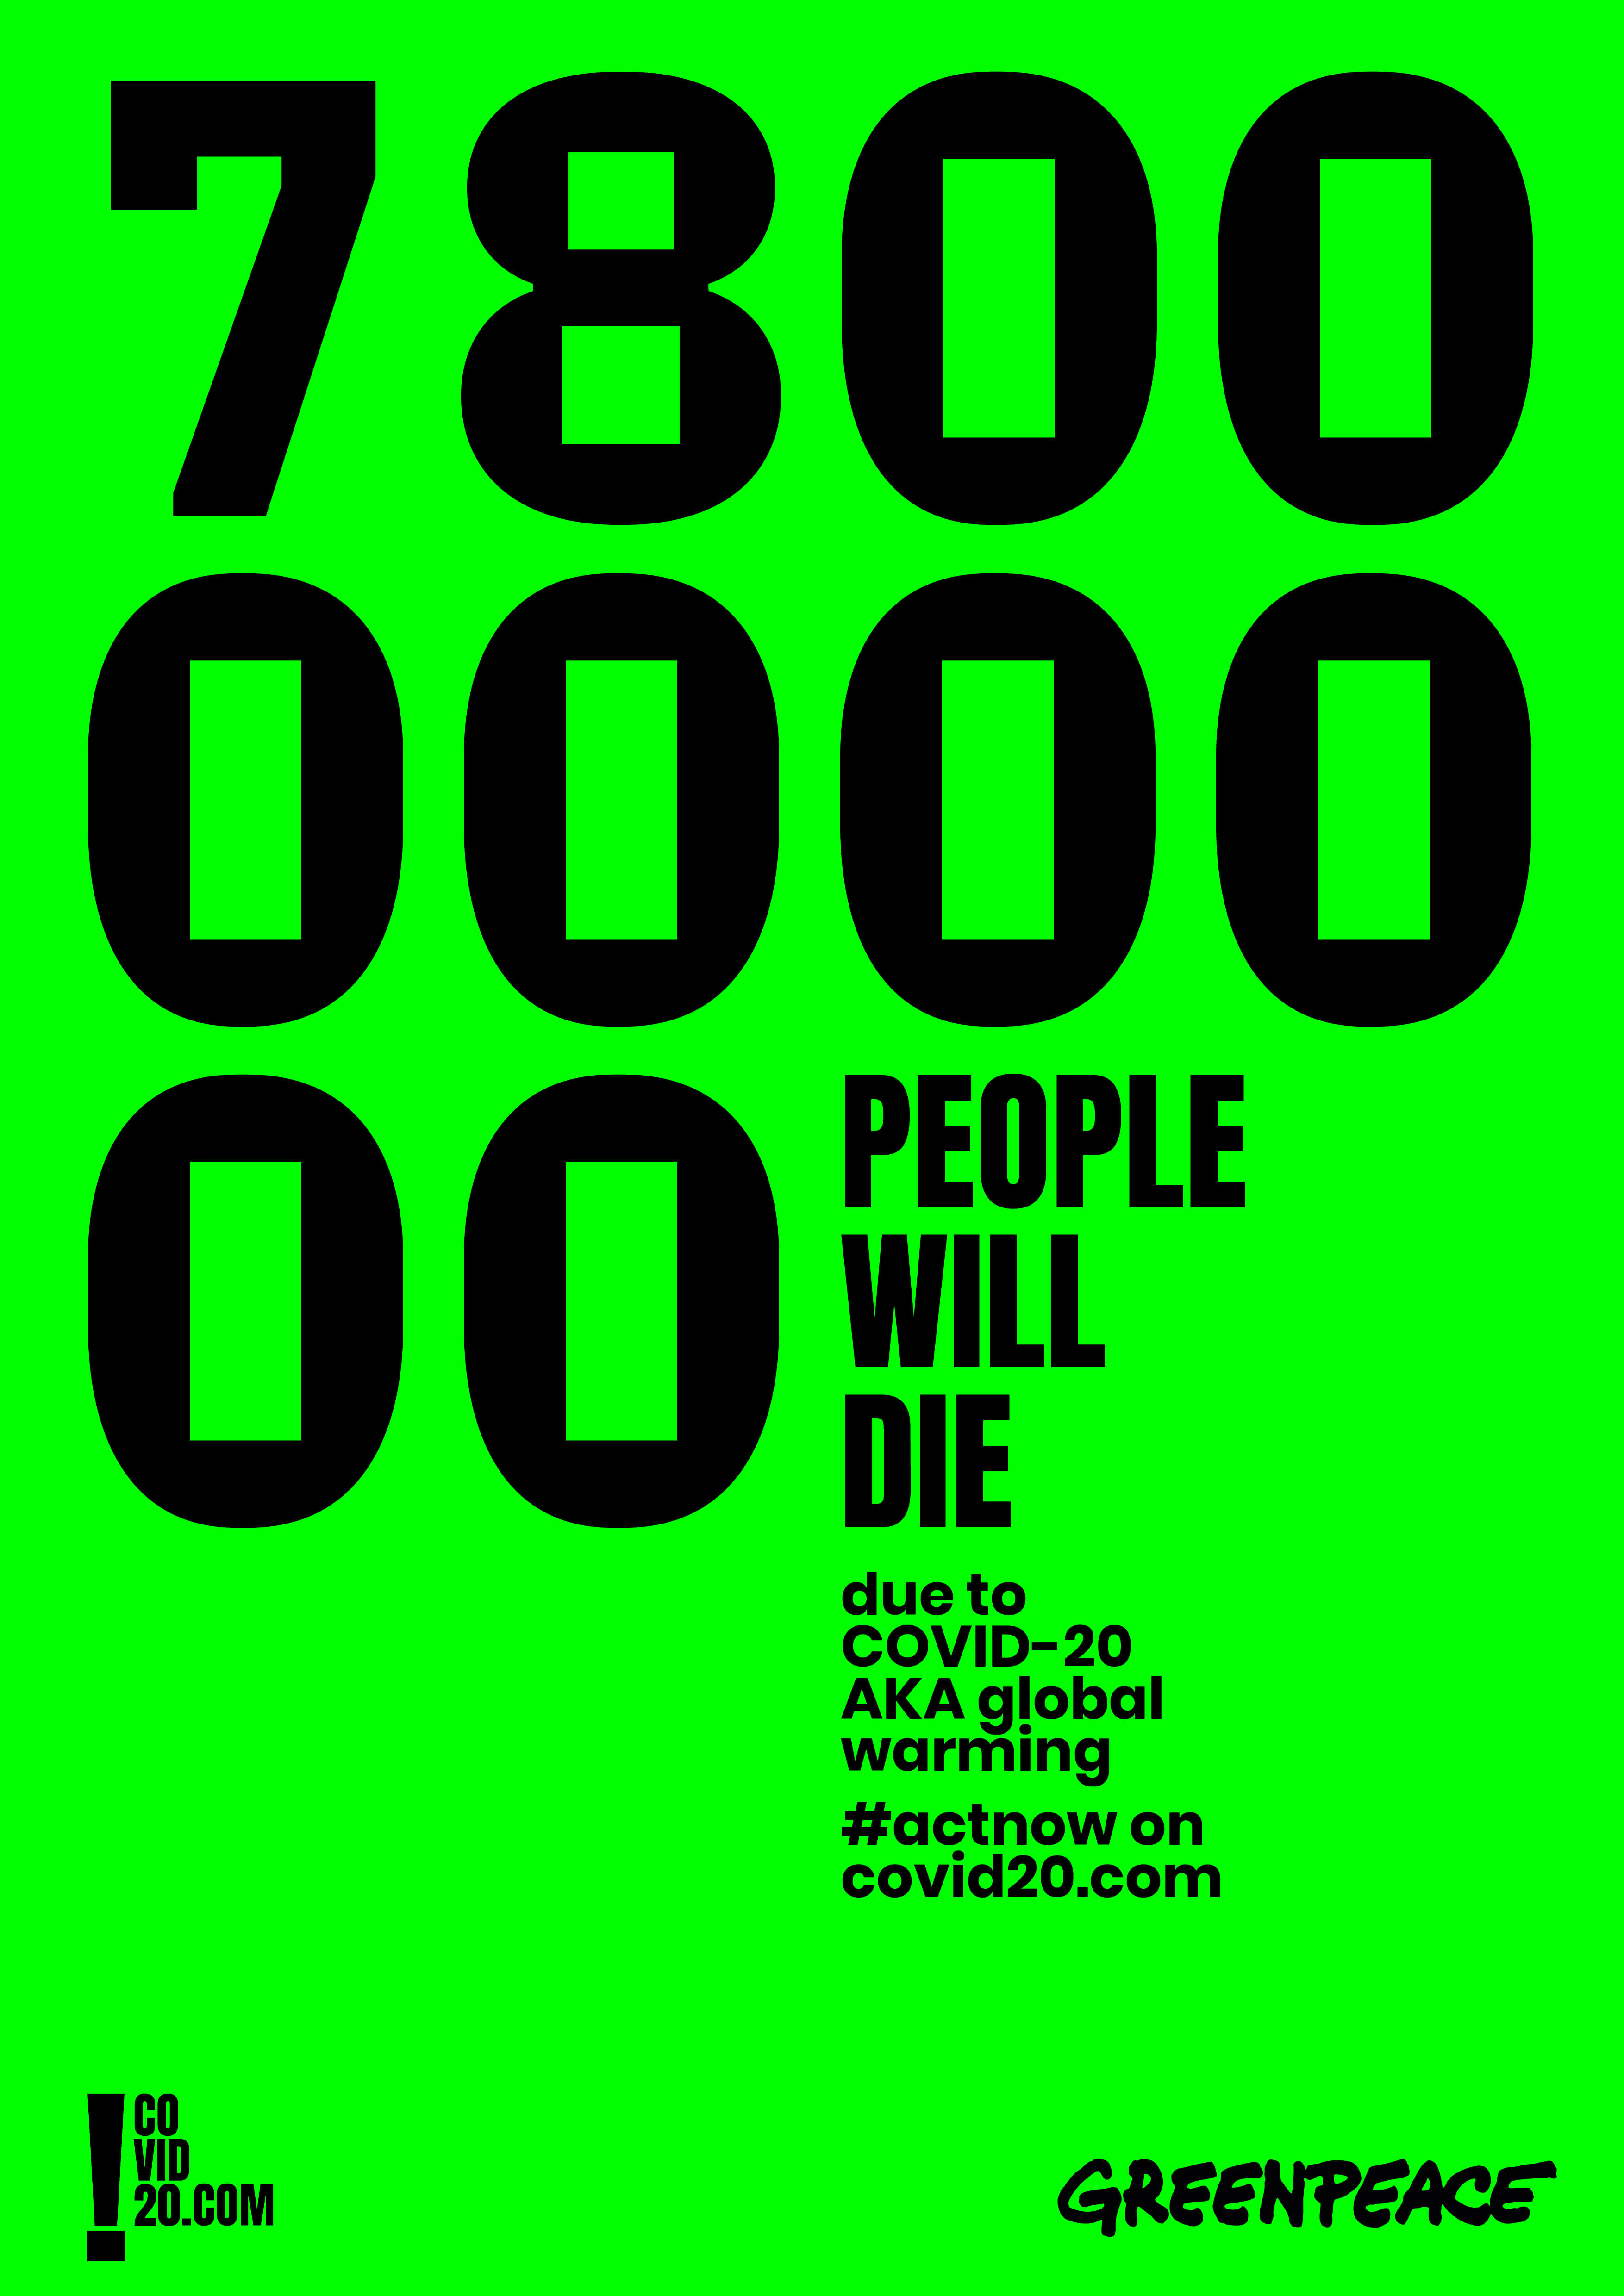 7800
0000
00
PEOPLE
WILL
DIE
due to
COVID-20
AKA global
warming
#actnow on
covid20.com
!
CO
VID
20.COM
GREENPEACE